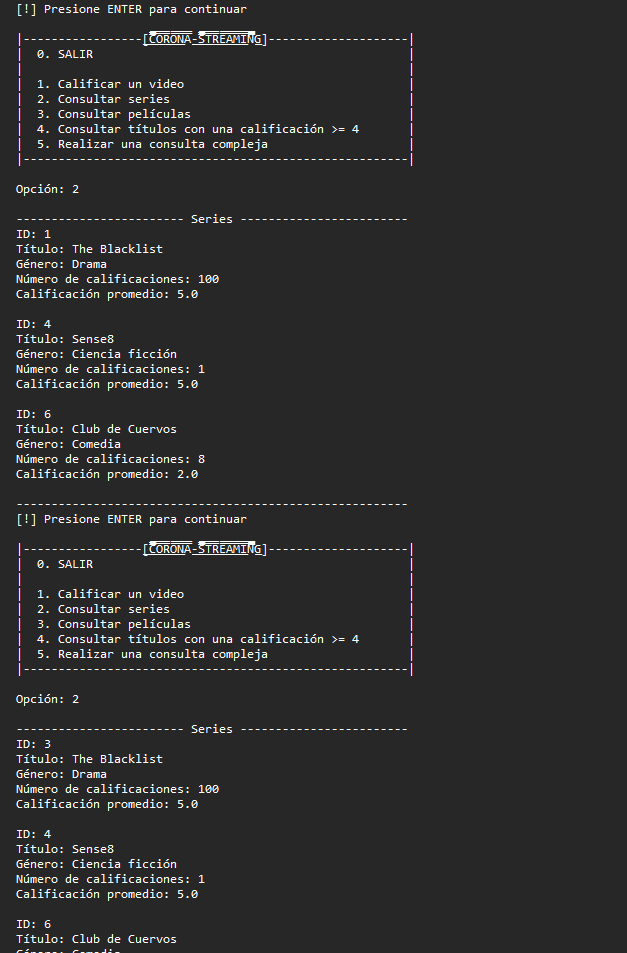 [!] Presione ENTER para continuar
|-----------------[CORONA-STREAMING]--------------------|
|  0. SALIR                                             |
|                                                       |
|  1. Calificar un video                                |
|  2. Consultar series                                  |
|  3. Consultar películas                               |
|  4. Consultar títulos con una calificación >= 4       |
|  5. Realizar una consulta compleja                    |
|-------------------------------------------------------|
Opción: 2
------------------------ Series ------------------------
ID: 1
Título: The Blacklist
Género: Drama
Número de calificaciones: 100
Calificación promedio: 5.0
ID: 4
Título: Sense8
Género: Ciencia ficción
Número de calificaciones: 1
Calificación promedio: 5.0
ID: 6
Título: Club de Cuervos
Género: Comedia
Número de calificaciones: 8
Calificación promedio: 2.0
--------------------------------------------------------
[!] Presione ENTER para continuar
|-----------------[CORONA-STREAMING]--------------------|
|  0. SALIR                                             |
|                                                       |
|  1. Calificar un video                                |
|  2. Consultar series                                  |
|  3. Consultar películas                               |
|  4. Consultar títulos con una calificación >= 4       |
|  5. Realizar una consulta compleja                    |
|-------------------------------------------------------|
Opción: 2
------------------------ Series ------------------------
ID: 3
Título: The Blacklist
Género: Drama
Número de calificaciones: 100
Calificación promedio: 5.0
ID: 4
Título: Sense8
Género: Ciencia ficción
Número de calificaciones: 1
Calificación promedio: 5.0
ID: 6
Título: Club de Cuervos